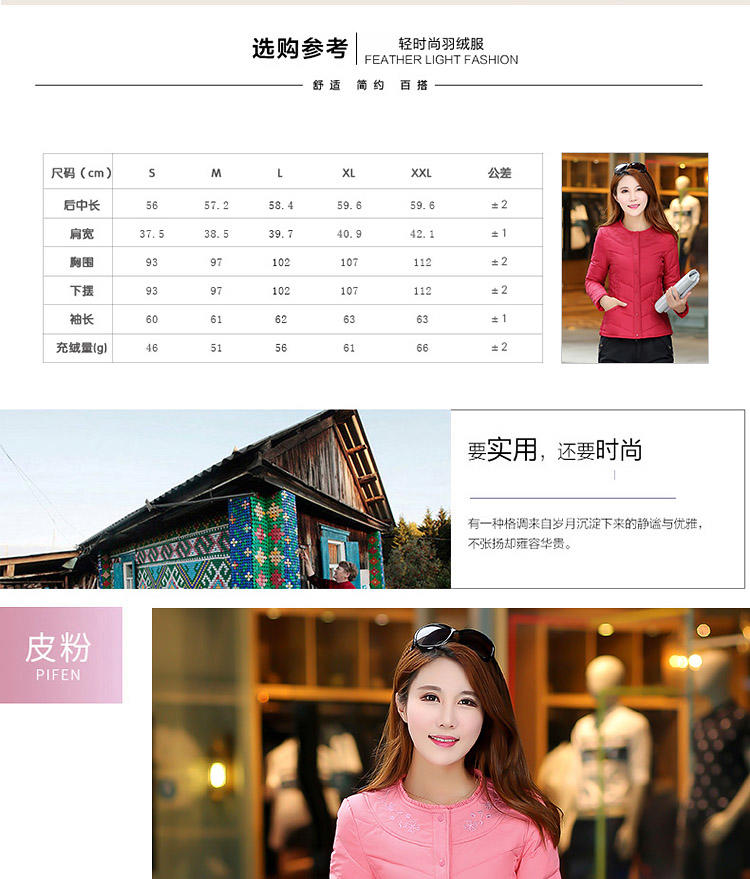 选购参考
轻时尚羽绒服
FEATHER LIGHT FASHION
舒适 简约 百搭
尺码（cm） S M L XL XXL 公差
后中长 56 57.2 58.4 59.6 59.6 ±2
肩宽 37.5 38.5 39.7 40.9 42.1 ±1
胸围 93 97 102 107 112 ±2
下摆 93 97 102 107 112 ±2
袖长 60 61 62 63 63 ±1
充绒量(g) 46 51 56 61 66 ±2
要实用，还要时尚
有一种格调来自岁月沉淀下来的静谧与优雅，
不张扬却雍容华贵。
皮粉
PIFEN